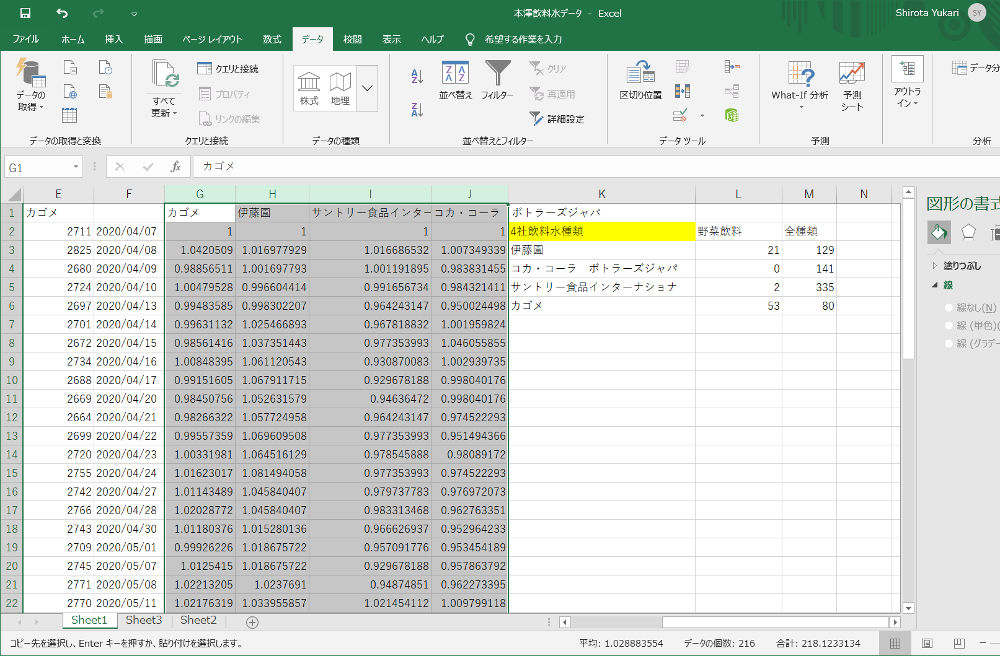 本澤飲料水データ - Excel
Shirota Yukari
SY
ファイル ホーム 挿入 描画 ページ レイアウト 数式 データ 校閲 表示 ヘルプ 希望する作業を入力
データの
取得
データの取得と変換
すべて
更新
クエリと接続
プロパティ
リンクの編集
クエリと接続
株式 地理
データの種類
並べ替え フィルター
クリア
再適用
詳細設定
並べ替えとフィルター
区切り位置
データ ツール
What-If 分析
予測
シート
予測
アウトラ
イン
データ分
分析
G1
カゴメ
E F G H I J K L M N
1 カゴメ カゴメ 伊藤園 サントリー食品インター コカ・コーラ ボトラーズジャパ
2 2711 2020/04/07 1 1 1 1 4社飲料水種類 野菜飲料 全種類
3 2825 2020/04/08 1.0420509 1.016977929 1.016686532 1.007349339 伊藤園 21 129
4 2680 2020/04/09 0.98856511 1.001697793 1.001191895 0.983831455 コカ・コーラ ボトラーズジャパ 0 141
5 2724 2020/04/10 1.00479528 0.996604414 0.991656734 0.984321411 サントリー食品インターナショナ 2 335
6 2697 2020/04/13 0.99483585 0.998302207 0.964243147 0.950024498 カゴメ 53 80
7 2701 2020/04/14 0.99631132 1.025466893 0.967818832 1.001959824
8 2672 2020/04/15 0.98561416 1.037351443 0.977353993 1.046055855
9 2734 2020/04/16 1.00848395 1.061120543 0.930870083 1.002939735
10 2688 2020/04/17 0.99151605 1.067911715 0.929678188 0.998040176
11 2669 2020/04/20 0.98450756 1.052631579 0.94636472 0.998040176
12 2664 2020/04/21 0.98266322 1.057724958 0.964243147 0.974522293
13 2699 2020/04/22 0.99557359 1.069609508 0.977353993 0.951494366
14 2720 2020/04/23 1.00331981 1.064516129 0.978545888 0.98089172
15 2755 2020/04/24 1.01623017 1.081494058 0.977353993 0.974522293
16 2742 2020/04/27 1.01143489 1.045840407 0.979737783 0.976972073
17 2766 2020/04/28 1.02028772 1.045840407 0.983313468 0.962763351
18 2743 2020/04/30 1.01180376 1.015280136 0.966626937 0.952964233
19 2709 2020/05/01 0.99926226 1.018675722 0.957091776 0.953454189
20 2745 2020/05/07 1.0125415 1.018675722 0.929678188 0.957863792
21 2771 2020/05/08 1.02213205 1.0237691 0.94874851 0.962273395
22 2770 2020/05/11 1.02176319 1.033955857 1.021454112 1.009799118
図形の書式
塗りつぶし
線
線なし(N)
線 (単色)(
線 (グラデー
Sheet1 Sheet3 Sheet2
コピー先を選択し、Enter キーを押すか、貼り付けを選択します。
平均: 1.028883554 データの個数: 216 合計: 218.1233134